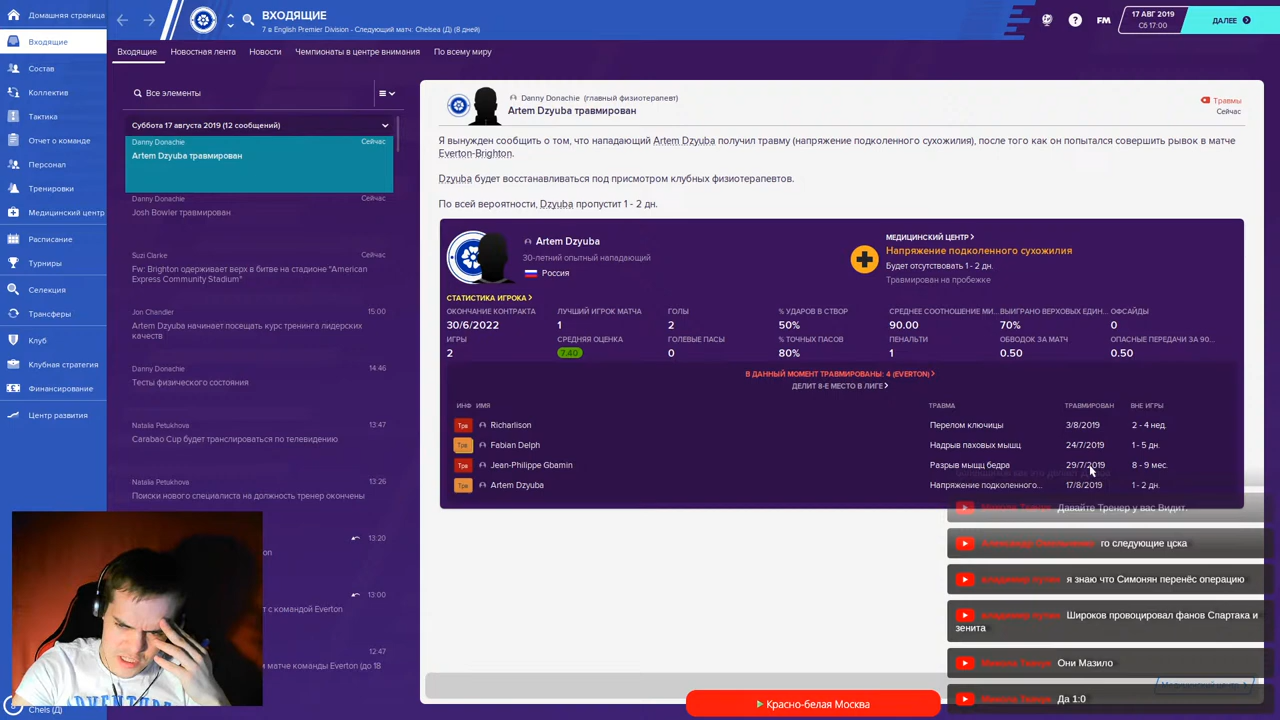 Домашняя страница
Входящие
Состав
Коллектив
Тактика
Отчет о команде
Персонал
Тренировки
Медицинский центр
Расписание
Турниры
Селекция
Трансферы
Клуб
Клубная стратегия
Финансирование
Центр развития
Chels (Д)
ВХОДЯЩИЕ
7 в English Premier Division - Следующий матч: Chelsea (Д) (8 дней)
FM
17 АВГ 2019
Сб 17:00
ДАЛЕЕ
Входящие
Новостная лента
Новости
Чемпионаты в центре внимания
По всему миру
Все элементы
Суббота 17 августа 2019 (12 сообщений)
Danny Donachie Сейчас
Artem Dzyuba травмирован
Danny Donachie Сейчас
Josh Bowler травмирован
Suzi Clarke Сейчас
Fw: Brighton одерживает верх в битве на стадионе "American
Express Community Stadium"
Jon Chandler 15:00
Artem Dzyuba начинает посещать курс тренинга лидерских
качеств
Danny Donachie 14:46
Тесты физического состояния
Natalia Petukhova 13:47
Carabao Cup будет транслироваться по телевидению
Natalia Petukhova 13:26
Поиски нового специалиста на должность тренер окончены
13:20
13:00
т с командой Everton
12:47
м матче команды Everton (до 18
Danny Donachie (главный физиотерапевт)
Artem Dzyuba травмирован
Травмы
Сейчас
Я вынужден сообщить о том, что нападающий Artem Dzyuba получил травму (напряжение подколенного сухожилия), после того как он попытался совершить рывок в матче
Everton-Brighton.
Dzyuba будет восстанавливаться под присмотром клубных физиотерапевтов.
По всей вероятности, Dzyuba пропустит 1 - 2 дн.
Artem Dzyuba
30-летний опытный нападающий
Россия
МЕДИЦИНСКИЙ ЦЕНТР
Напряжение подколенного сухожилия
Будет отсутствовать 1 - 2 дн.
Травмирован на пробежке
СТАТИСТИКА ИГРОКА
ОКОНЧАНИЕ КОНТРАКТА ЛУЧШИЙ ИГРОК МАТЧА ГОЛЫ % УДАРОВ В СТВОР СРЕДНЕЕ СООТНОШЕНИЕ МИ... ВЫИГРАНО ВЕРХОВЫХ ЕДИН... ОФСАЙДЫ
30/6/2022 1 2 50% 90.00 70% 0
ИГРЫ СРЕДНЯЯ ОЦЕНКА ГОЛЕВЫЕ ПАСЫ % ТОЧНЫХ ПАСОВ ПЕНАЛЬТИ ОБВОДОК ЗА МАТЧ ОПАСНЫЕ ПЕРЕДАЧИ ЗА 90...
2 7.40 0 80% 1 0.50 0.50
В ДАННЫЙ МОМЕНТ ТРАВМИРОВАНЫ: 4 (EVERTON)
ДЕЛИТ 8-Е МЕСТО В ЛИГЕ
ИНФ ИМЯ ТРАВМА ТРАВМИРОВАН ВНЕ ИГРЫ
Трв Richarlison Перелом ключицы 3/8/2019 2 - 4 нед.
Трв Fabian Delph Надрыв паховых мышц 24/7/2019 1 - 5 дн.
Трв Jean-Philippe Gbamin Разрыв мышц бедра 29/7/2019 8 - 9 мес.
Трв Artem Dzyuba Напряжение подколенного... 17/8/2019 1 - 2 дн.
Давайте Тренер у вас Видит.
го следующие цска
я знаю что Симонян перенёс операцию
Широков провоцировал фанов Спартака и
зенита
Они Мазило
Да 1:0
Медицинский центр
Красно-белая Москва